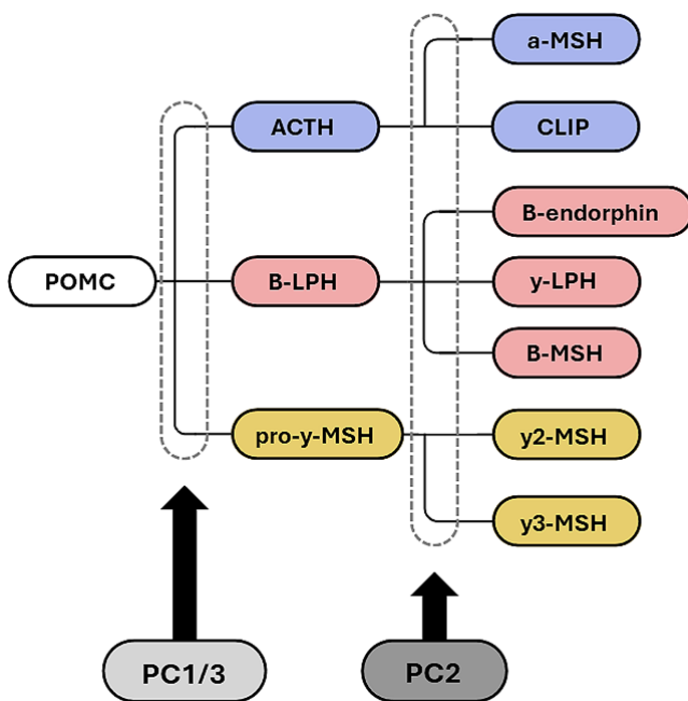 a-MSH
ACTH
CLIP
B-endorphin
POMC
B-LPH
y-LPH
B-MSH
pro-y-MSH
y2-MSH
y3-MSH
PC1/3
PC2